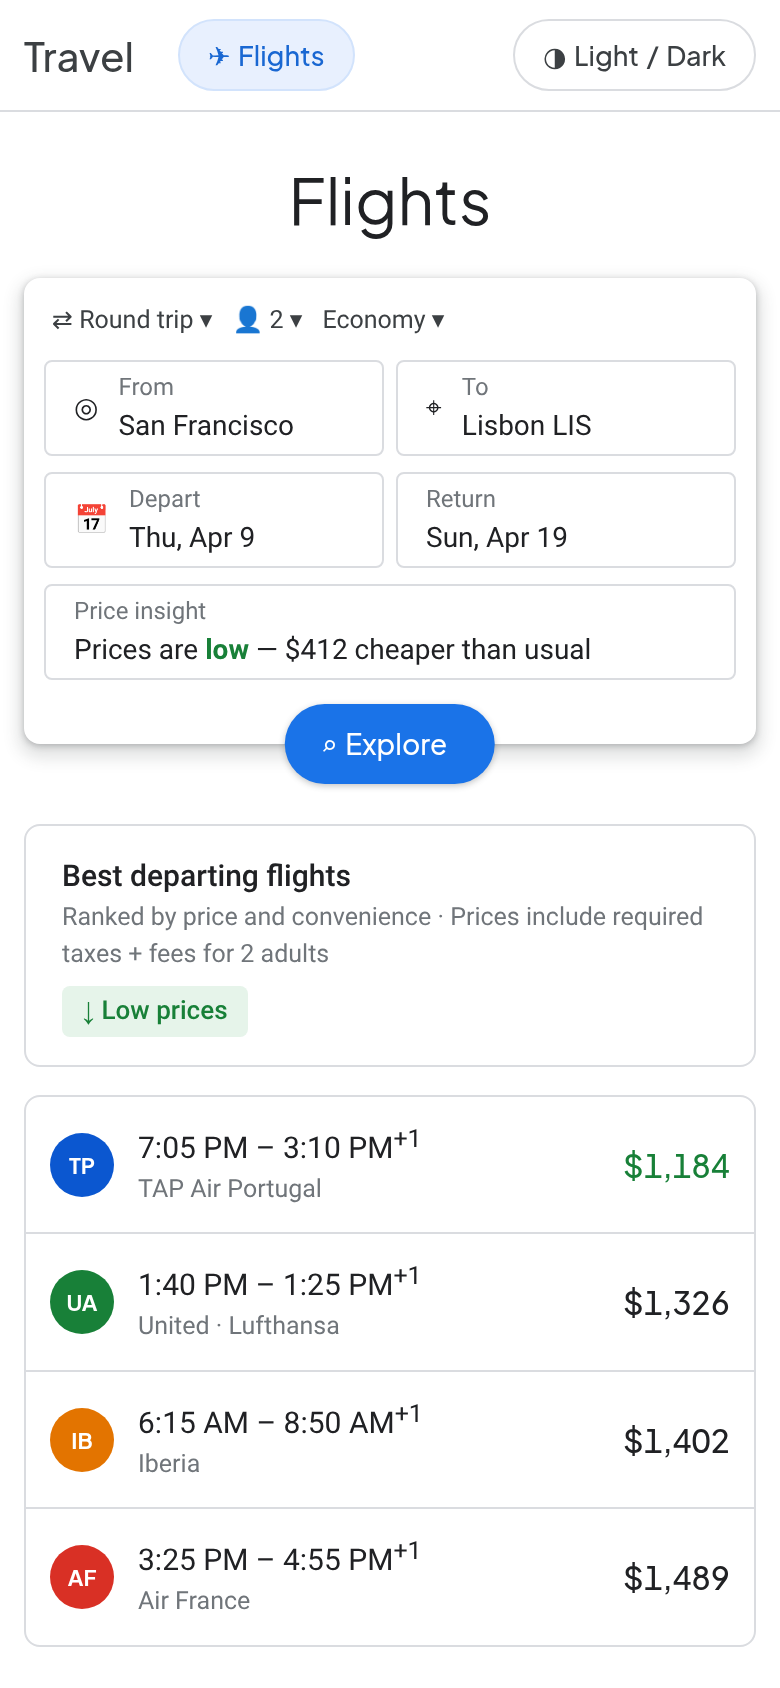 Travel
✈ Flights
◑ Light / Dark
Flights
⇄ Round trip ▾ 👤 2 ▾ Economy ▾
From
San Francisco
To
Lisbon LIS
July 17
Depart
Thu, Apr 9
Return
Sun, Apr 19
Price insight
Prices are low — $412 cheaper than usual
⌕ Explore
Best departing flights
Ranked by price and convenience · Prices include required
taxes + fees for 2 adults
↓ Low prices
TP
7:05 PM – 3:10 PM+1
TAP Air Portugal
$1,184
UA
1:40 PM – 1:25 PM+1
United · Lufthansa
$1,326
IB
6:15 AM – 8:50 AM+1
Iberia
$1,402
AF
3:25 PM – 4:55 PM+1
Air France
$1,489